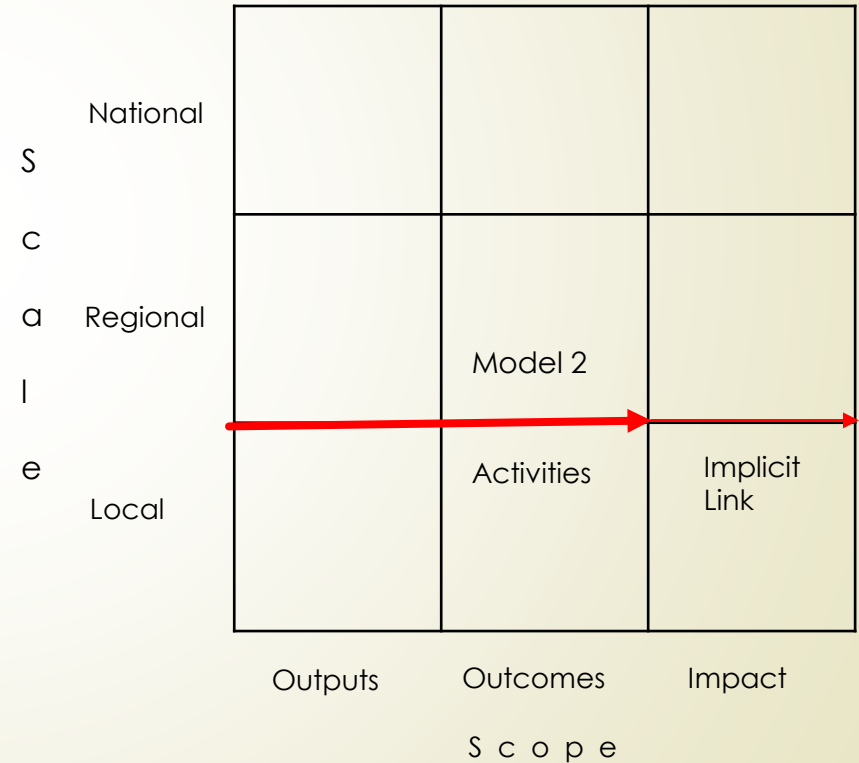 National
S
c
a
l
e
Regional
Model 2
Activities
Implicit
Link
Local
Outputs
Outcomes
Impact
S c o p e